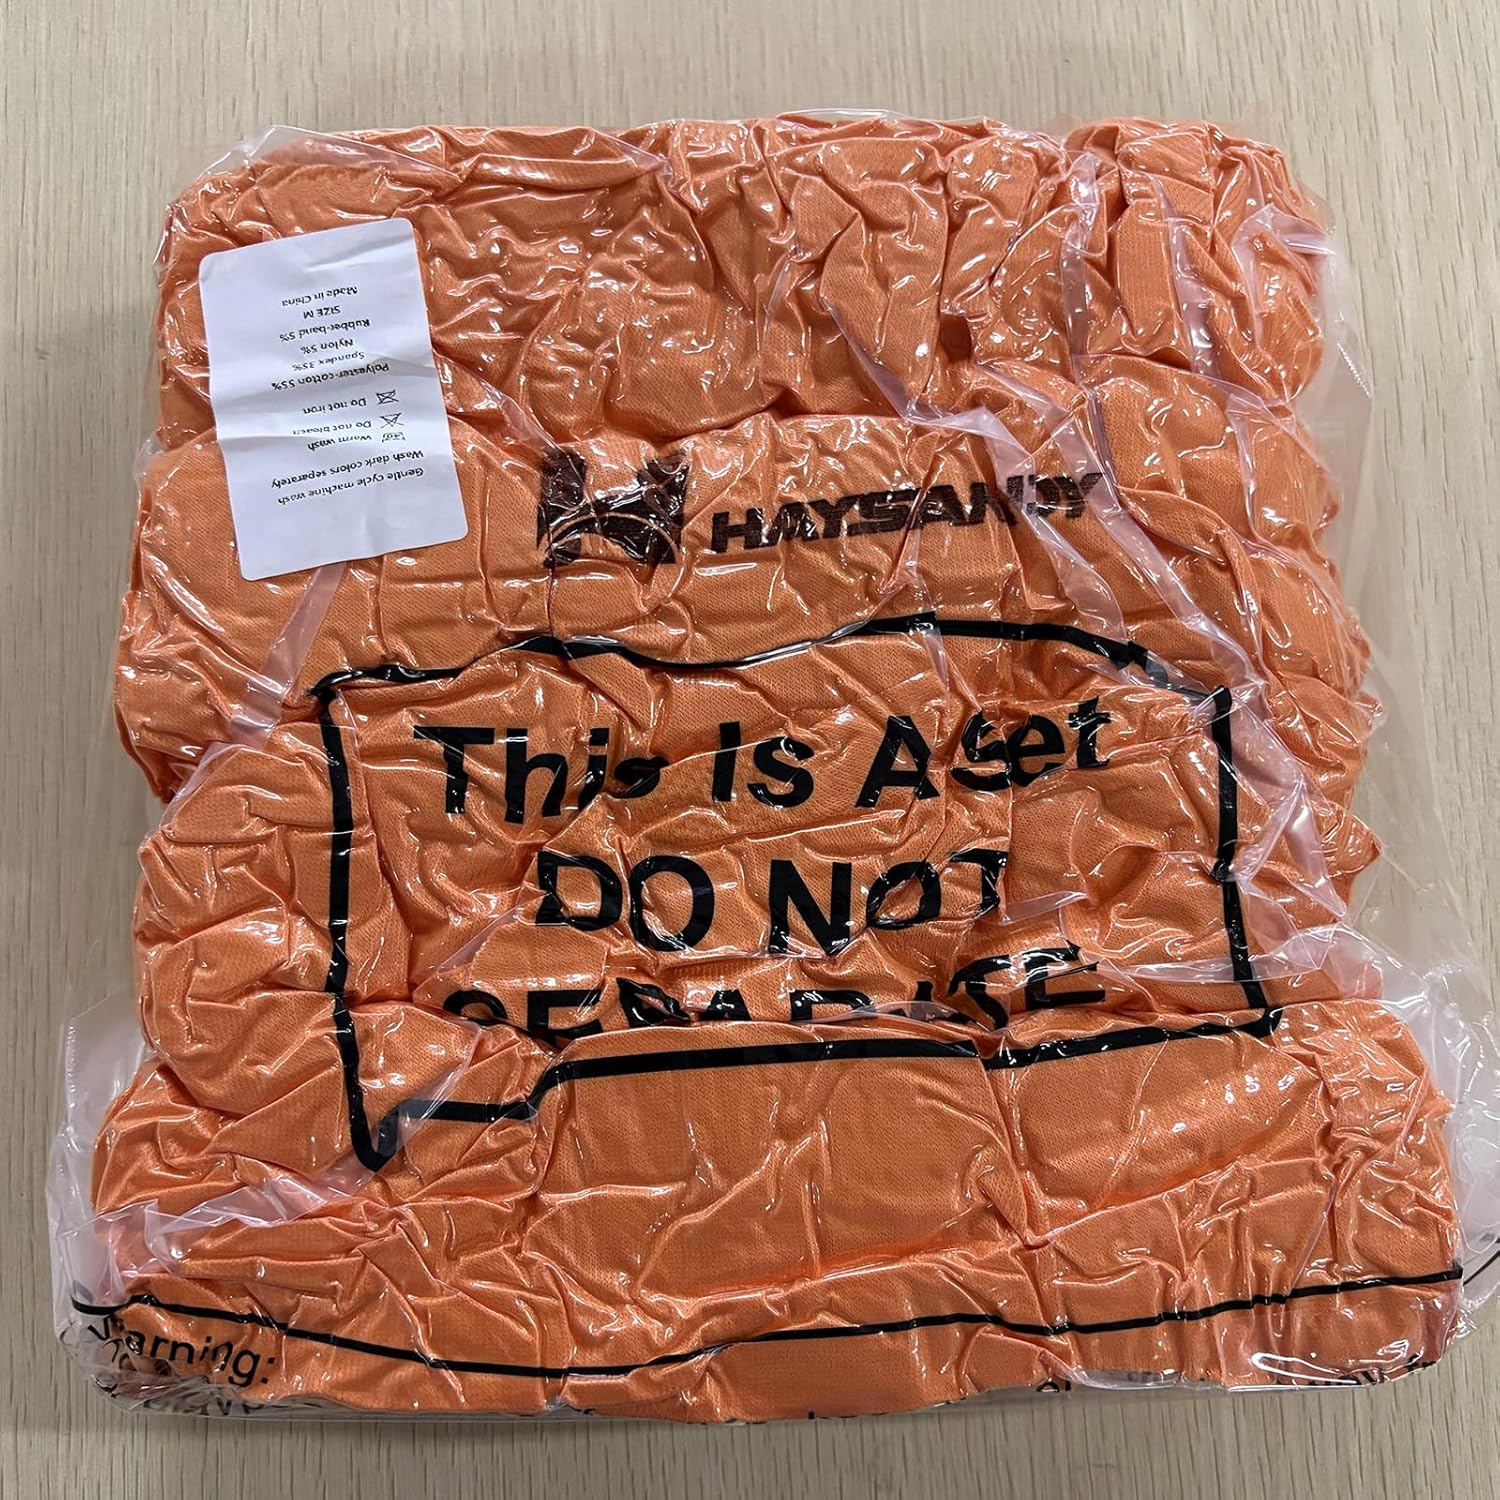 HAYSANDY
This Is A set
DO NOT
SEPARATE
Warning:
Gentle cycle machine wash
Wash dark colors separately
Warm wash
Do not bleach
Do not iron
Polyester-cotton 55%
Spandex 35%
Nylon 5%
Rubber-band 5%
SIZE M
Made in China